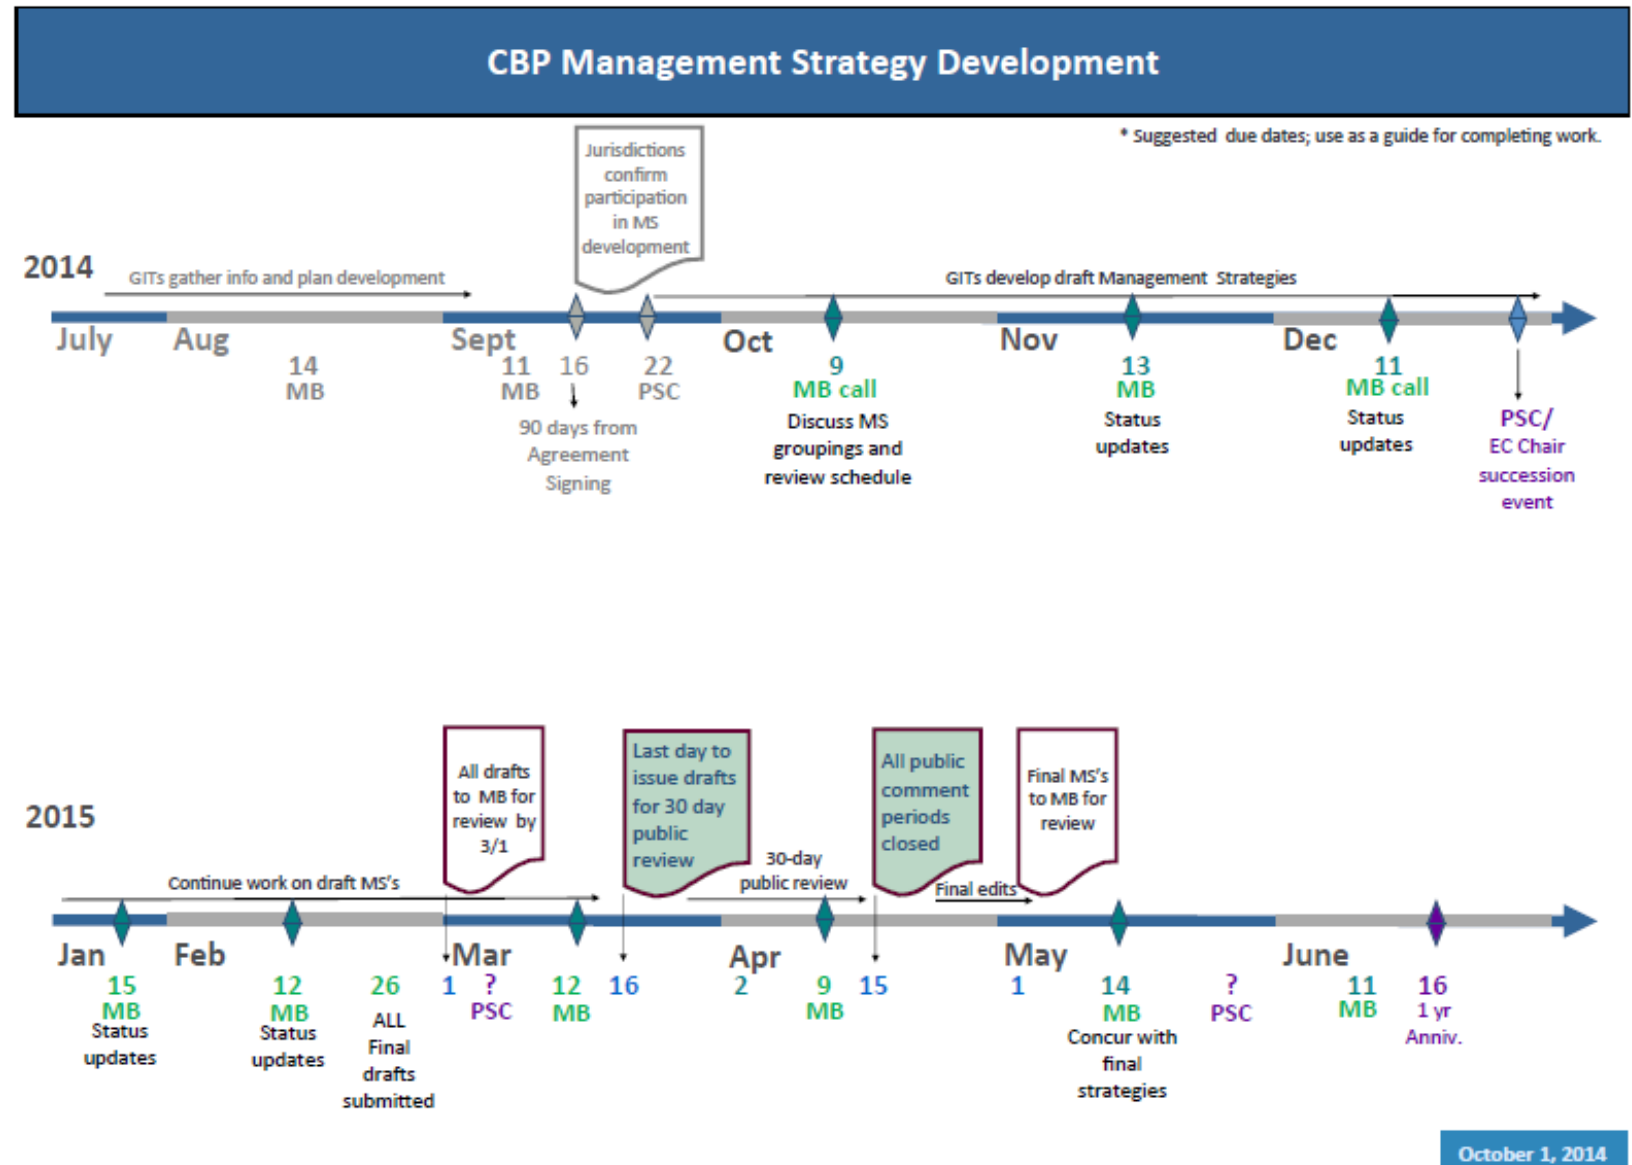 CBP Management Strategy Development
* Suggested due dates; use as a guide for completing work.
Jurisdictions
confirm
participation
in MS
development
2014
GITs gather info and plan development
GITs develop draft Management Strategies
July
Aug
Sept
Oct
Nov
Dec
14
MB
11
MB
16
90 days from
Agreement
Signing
22
PSC
9
MB call
Discuss MS
groupings and
review schedule
13
MB
Status
updates
11
MB call
Status
updates
PSC/
EC Chair
succession
event
2015
All drafts
to MB for
review by
3/1
Last day to
issue drafts
for 30 day
public
review
All public
comment
periods
closed
Final MS's
to MB for
review
Continue work on draft MS's
30-day
public review
Final edits
Jan
Feb
Mar
Apr
May
June
15
MB
Status
updates
12
MB
Status
updates
26
ALL
Final
drafts
submitted
1
?
PSC
12
MB
16
2
9
MB
15
1
14
MB
Concur with
final
strategies
?
PSC
11
MB
16
1 yr
Anniv.
October 1, 2014